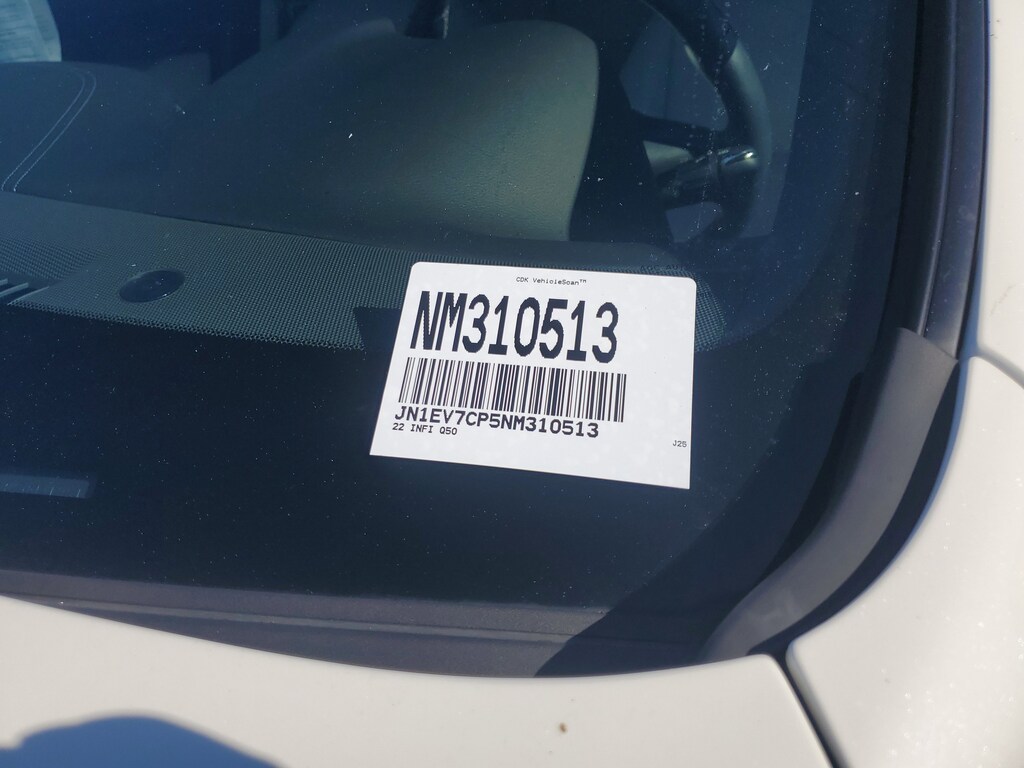 CDK VehicleScan™
NM310513
JN1EV7CP5NM310513
22 INFI Q50
J25